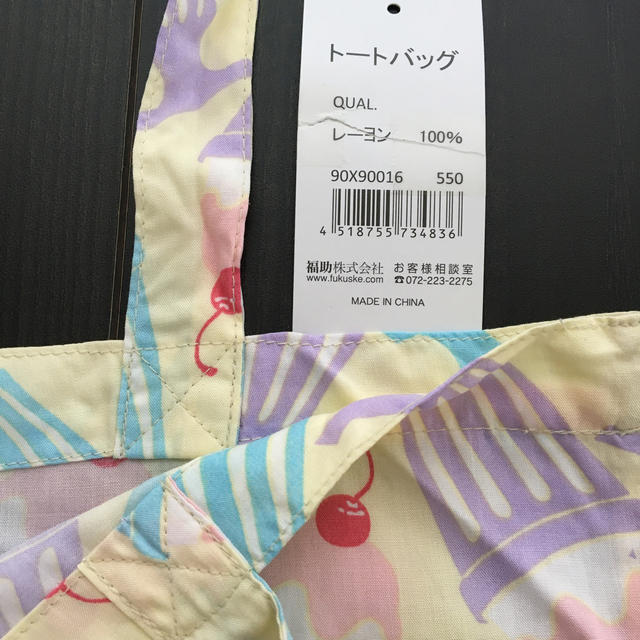 トートバッグ
QUAL.
レーヨン 100%
90X90016 550
4 518755 734836
福助株式会社 お客様相談室
www.fukuske.com ☎072-223-2275
MADE IN CHINA